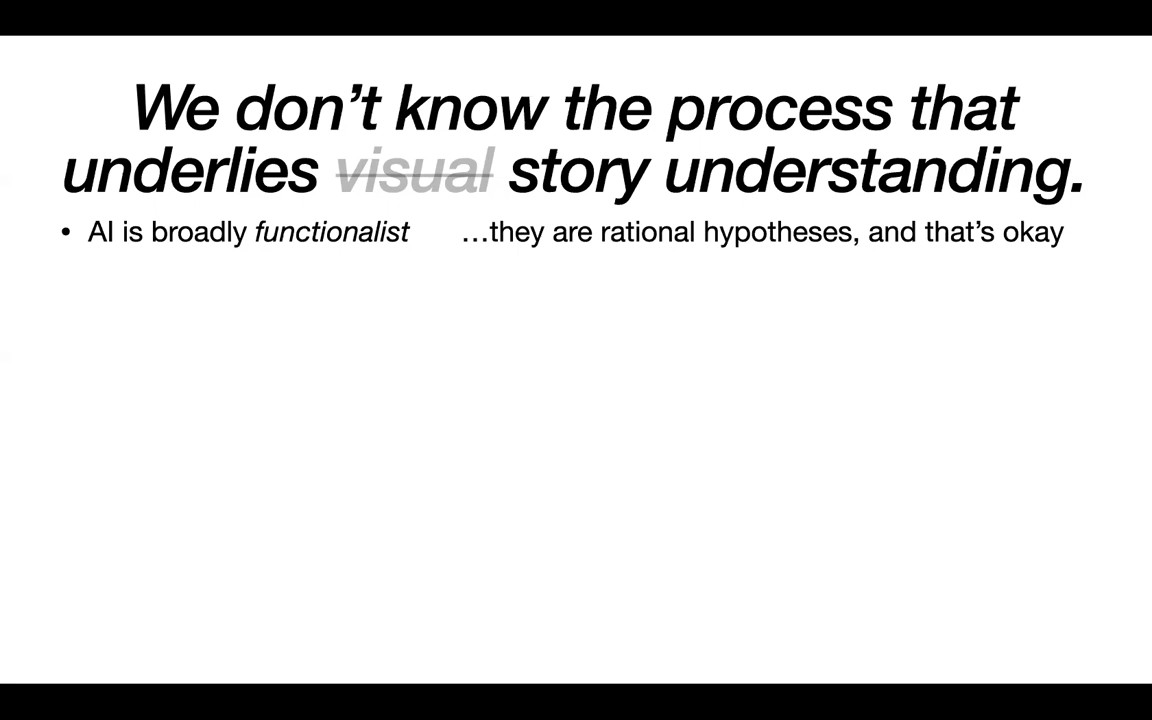 We don’t know the process that
underlies visual story understanding.
• AI is broadly functionalist …they are rational hypotheses, and that’s okay